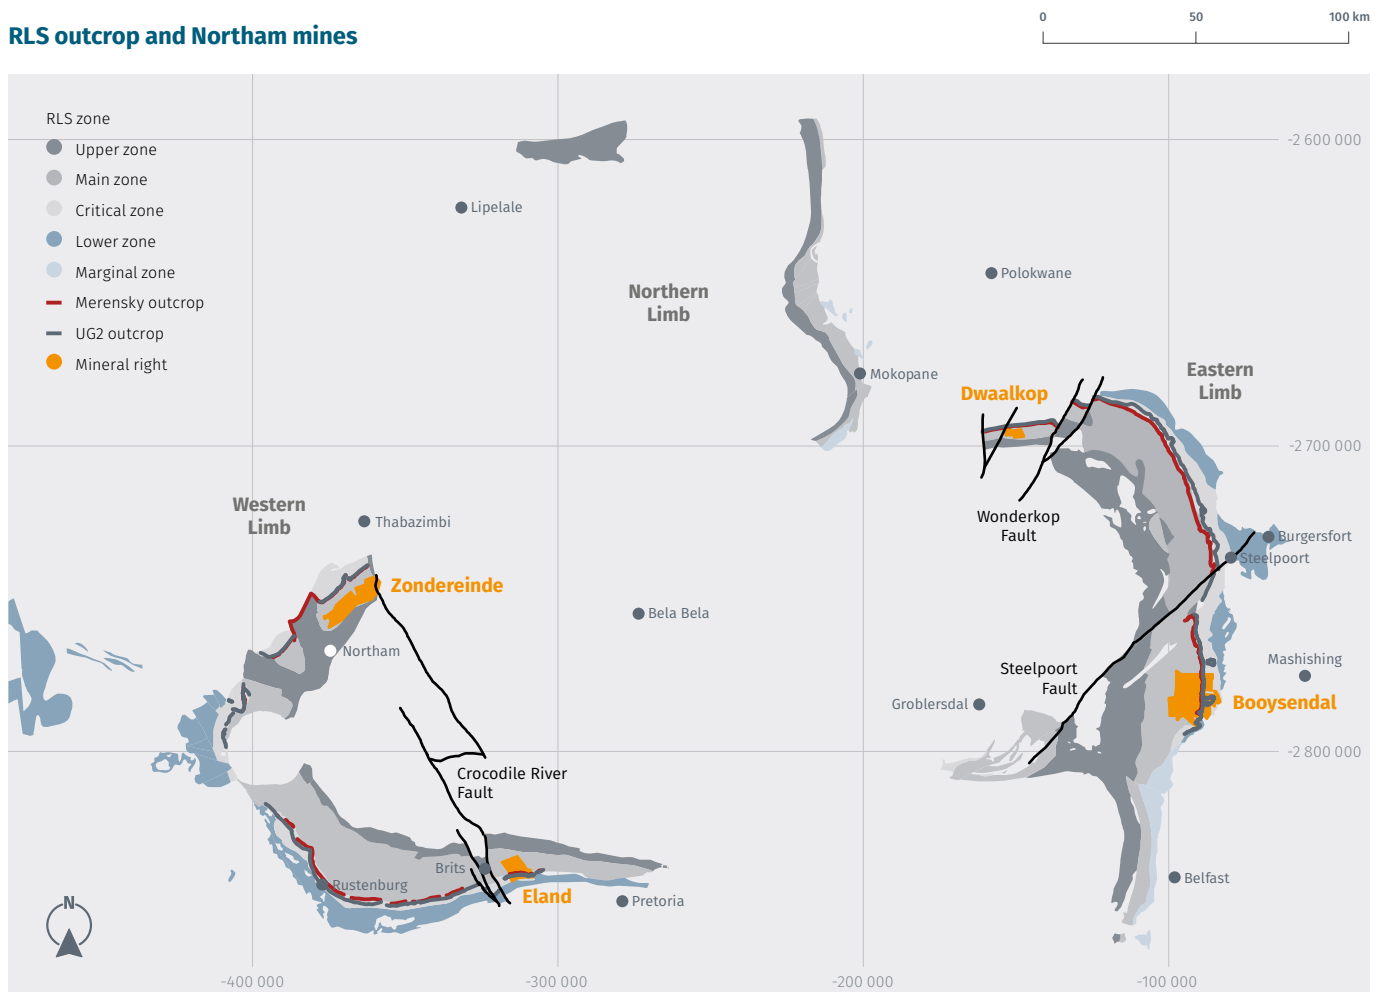 RLS outcrop and Northam mines
0 50 100 km
RLS zone
Upper zone
Main zone
Critical zone
Lower zone
Marginal zone
Merensky outcrop
UG2 outcrop
Mineral right
-2 600 000
Lipelale
Polokwane
Northern
Limb
Mokopane
Eastern
Limb
Dwaalkop
-2 700 000
Western
Limb
Thabazimbi
Wonderkop
Fault
Burgersfort
Steelpoort
Zondereinde
Bela Bela
Northam
Mashishing
Steelpoort
Fault
Groblersdal
Booysendal
-2 800 000
Crocodile River
Fault
Brits
Rustenburg
Eland
Pretoria
Belfast
N
-400 000 -300 000 -200 000 -100 000